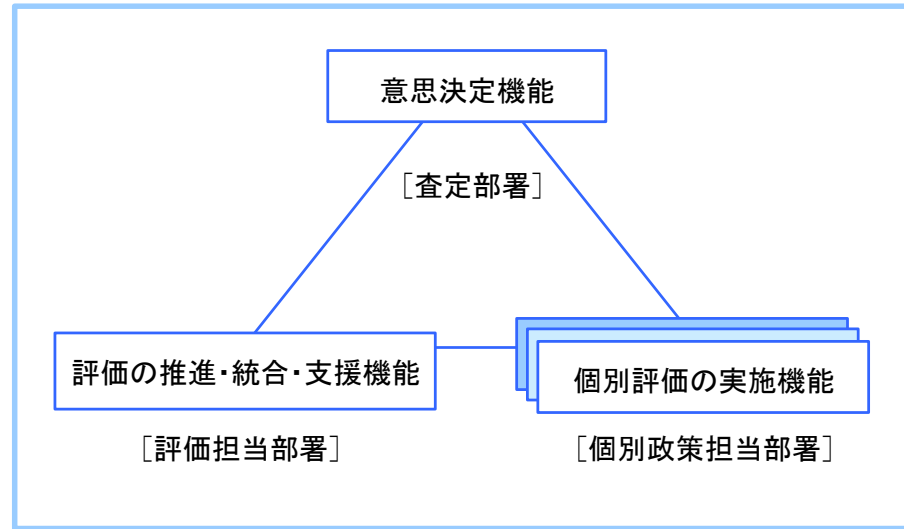 意思決定機能
［査定部署］
評価の推進・統合・支援機能
個別評価の実施機能
［評価担当部署］
［個別政策担当部署］